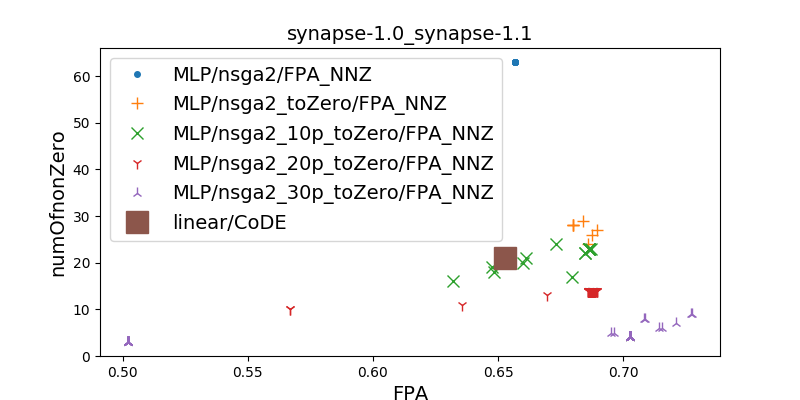 synapse-1.0_synapse-1.1
numOfnonZero
60
50
40
30
20
10
0
MLP/nsga2/FPA_NNZ
MLP/nsga2_toZero/FPA_NNZ
MLP/nsga2_10p_toZero/FPA_NNZ
MLP/nsga2_20p_toZero/FPA_NNZ
MLP/nsga2_30p_toZero/FPA_NNZ
linear/CoDE
0.50 0.55 0.60 0.65 0.70
FPA